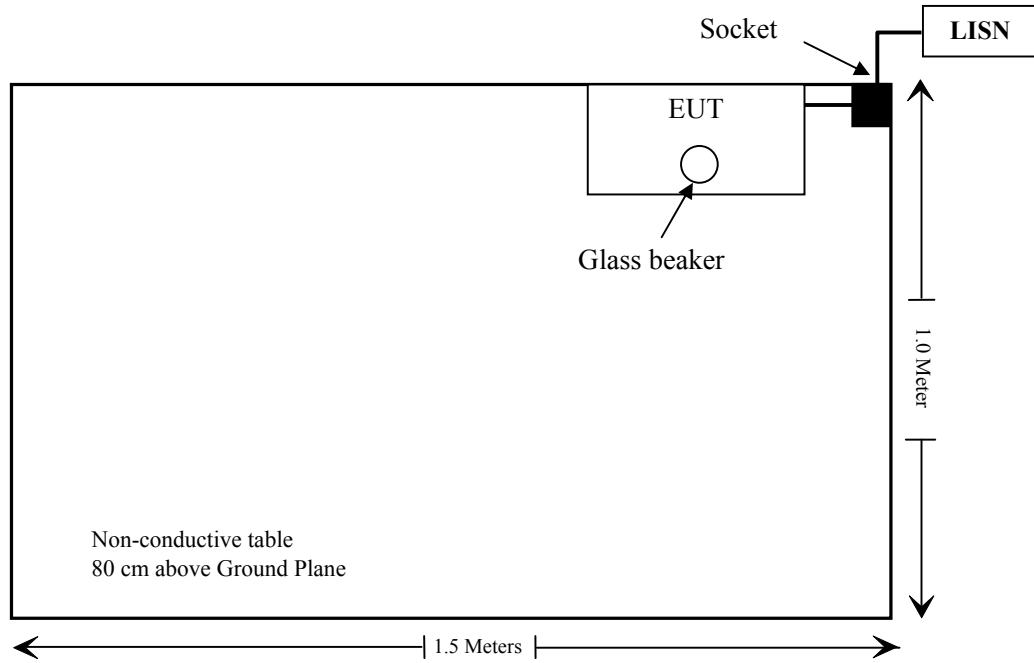 Socket
LISN
EUT
Glass beaker
1.0 Meter
Non-conductive table
80 cm above Ground Plane
1.5 Meters